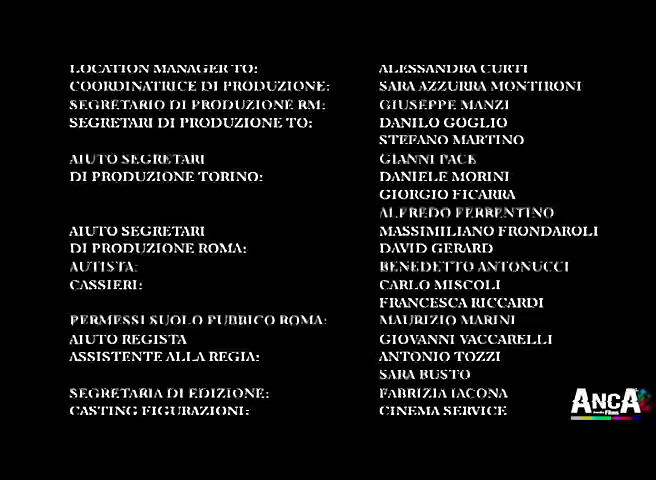 LOCATION MANAGER TO: ALESSANDRA CURTI
COORDINATRICE DI PRODUZIONE: SARA AZZURRA MONTIRONI
SEGRETARIO DI PRODUZIONE RM: GIUSEPPE MANZI
SEGRETARI DI PRODUZIONE TO: DANILO GOGLIO
STEFANO MARTINO
AIUTO SEGRETARI GIANNI PACE
DI PRODUZIONE TORINO: DANIELE MORINI
GIORGIO FICARRA
ALFREDO FERRENTINO
AIUTO SEGRETARI MASSIMILIANO FRONDAROLI
DI PRODUZIONE ROMA: DAVID GERARD
AUTISTA: BENEDETTO ANTONUCCI
CASSIERI: CARLO MISCOLI
FRANCESCA RICCARDI
PERMESSI SUOLO PUBBICO ROMA: MAURIZIO MARINI
AIUTO REGISTA GIOVANNI VACCARELLI
ASSISTENTE ALLA REGIA: ANTONIO TOZZI
SARA BUSTO
SEGRETARIA DI EDIZIONE: FABRIZIA IACONA
CASTING FIGURAZIONI: CINEMA SERVICE
ANCA
Films